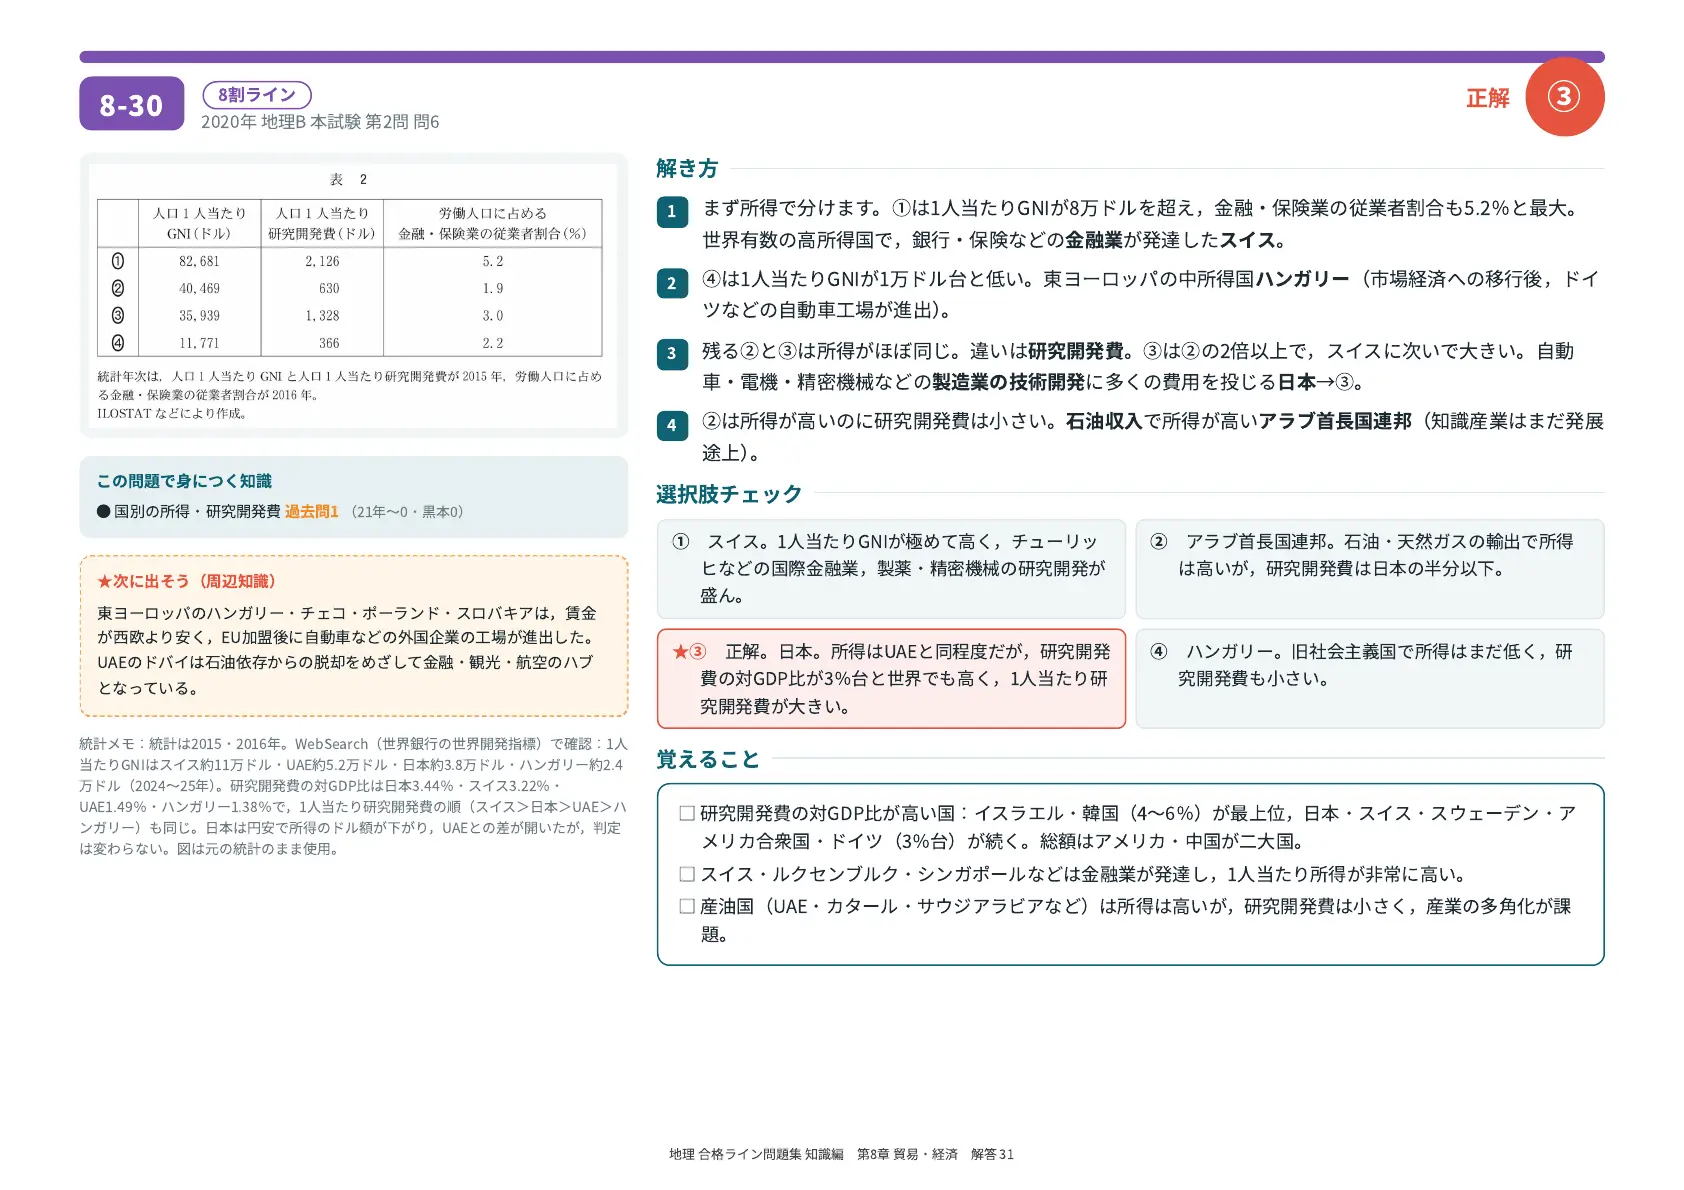 8-30
8割ライン
2020年 地理B 本試験 第2問 問6
正解 ③
表 2
人口1人当たり GNI(ドル) 人口1人当たり 研究開発費(ドル) 労働人口に占める 金融・保険業の従業者割合(%)
① 82,681 2,126 5.2
② 40,469 630 1.9
③ 35,939 1,328 3.0
④ 11,771 366 2.2
統計年次は，人口1人当たり GNI と人口1人当たり研究開発費が 2015 年，労働人口に占め
る金融・保険業の従業者割合が 2016 年。
ILOSTAT などにより作成。
この問題で身につく知識
● 国別の所得・研究開発費 過去問1 （21年〜0・黒本0）
★次に出そう（周辺知識）
東ヨーロッパのハンガリー・チェコ・ポーランド・スロバキアは，賃金
が西欧より安く，EU加盟後に自動車などの外国企業の工場が進出した。
UAEのドバイは石油依存からの脱却をめざして金融・観光・航空のハブ
となっている。
統計メモ：統計は2015・2016年。WebSearch（世界銀行の世界開発指標）で確認：1人
当たりGNIはスイス約11万ドル・UAE約5.2万ドル・日本約3.8万ドル・ハンガリー約2.4
万ドル（2024〜25年）。研究開発費の対GDP比は日本3.44%・スイス3.22%・
UAE1.49%・ハンガリー1.38%で，1人当たり研究開発費の順（スイス＞日本＞UAE＞ハ
ンガリー）も同じ。日本は円安で所得のドル額が下がり，UAEとの差が開いたが，判定
は変わらない。図は元の統計のまま使用。
解き方
1 まず所得で分けます。①は1人当たりGNIが8万ドルを超え，金融・保険業の従業者割合も5.2%と最大。
世界有数の高所得国で，銀行・保険などの金融業が発達したスイス。
2 ④は1人当たりGNIが1万ドル台と低い。東ヨーロッパの中所得国ハンガリー（市場経済への移行後，ドイ
ツなどの自動車工場が進出）。
3 残る②と③は所得がほぼ同じ。違いは研究開発費。③は②の2倍以上で，スイスに次いで大きい。自動
車・電機・精密機械などの製造業の技術開発に多くの費用を投じる日本→③。
4 ②は所得が高いのに研究開発費は小さい。石油収入で所得が高いアラブ首長国連邦（知識産業はまだ発展
途上）。
選択肢チェック
① スイス。1人当たりGNIが極めて高く，チューリッ
ヒなどの国際金融業，製薬・精密機械の研究開発が
盛ん。
② アラブ首長国連邦。石油・天然ガスの輸出で所得
は高いが，研究開発費は日本の半分以下。
★③ 正解。日本。所得はUAEと同程度だが，研究開発
費の対GDP比が3%台と世界でも高く，1人当たり研
究開発費が大きい。
④ ハンガリー。旧社会主義国で所得はまだ低く，研
究開発費も小さい。
覚えること
□ 研究開発費の対GDP比が高い国：イスラエル・韓国（4〜6%）が最上位，日本・スイス・スウェーデン・ア
メリカ合衆国・ドイツ（3%台）が続く。総額はアメリカ・中国が二大国。
□ スイス・ルクセンブルク・シンガポールなどは金融業が発達し，1人当たり所得が非常に高い。
□ 産油国（UAE・カタール・サウジアラビアなど）は所得は高いが，研究開発費は小さく，産業の多角化が課
題。
地理 合格ライン問題集 知識編 第8章 貿易・経済 解答 31